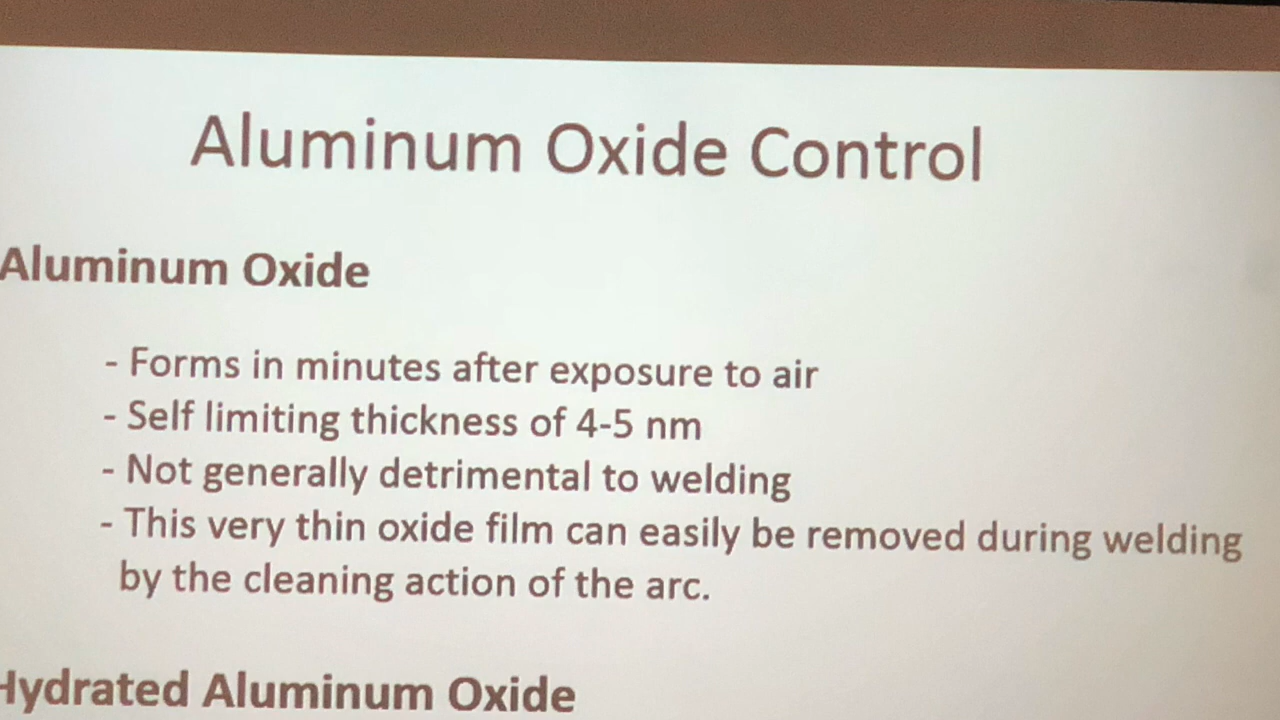 Aluminum Oxide Control
Aluminum Oxide
- Forms in minutes after exposure to air
- Self limiting thickness of 4-5 nm
- Not generally detrimental to welding
- This very thin oxide film can easily be removed during welding
by the cleaning action of the arc.
Hydrated Aluminum Oxide